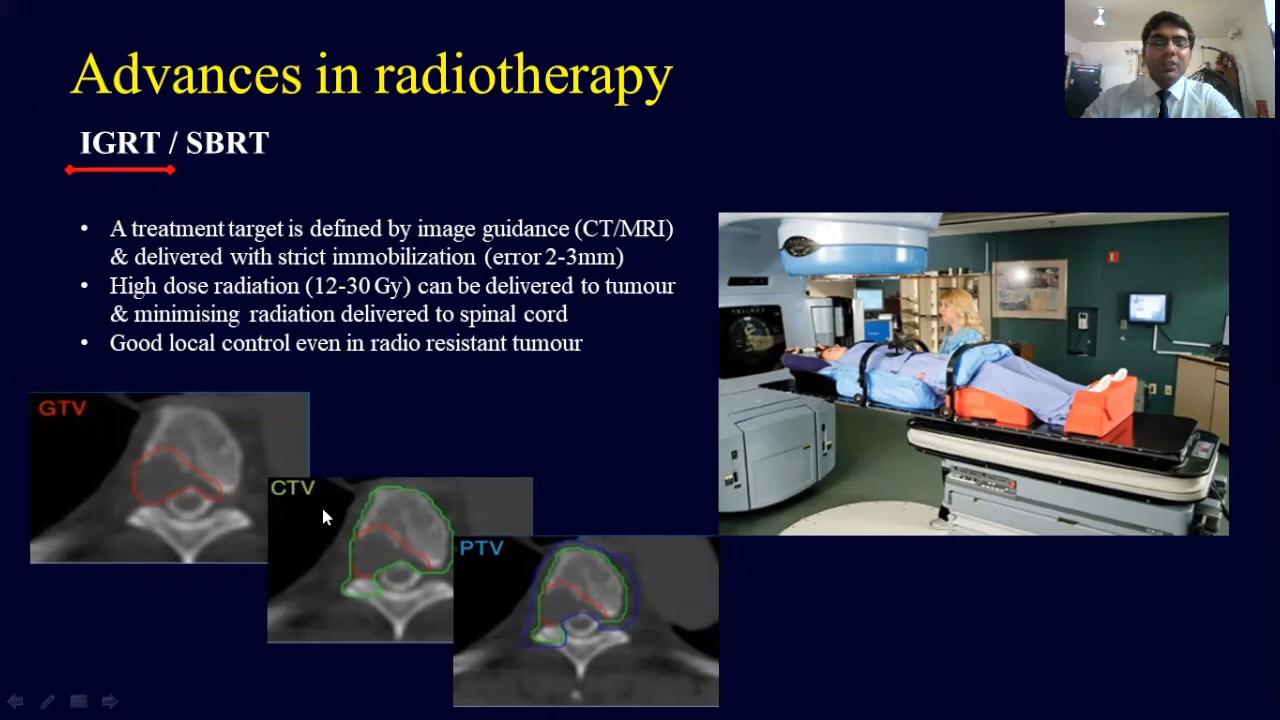 Advances in radiotherapy
IGRT / SBRT
• A treatment target is defined by image guidance (CT/MRI)
& delivered with strict immobilization (error 2-3mm)
• High dose radiation (12-30 Gy) can be delivered to tumour
& minimising radiation delivered to spinal cord
• Good local control even in radio resistant tumour
GTV
CTV
PTV